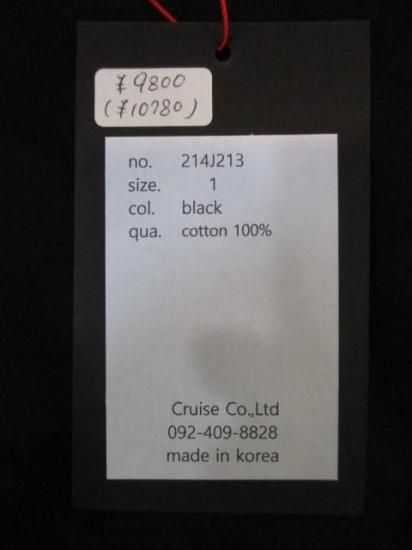 ¥9800
(¥10780)
no. 214J213
size. 1
col. black
qua. cotton 100%
Cruise Co.,Ltd
092-409-8828
made in korea